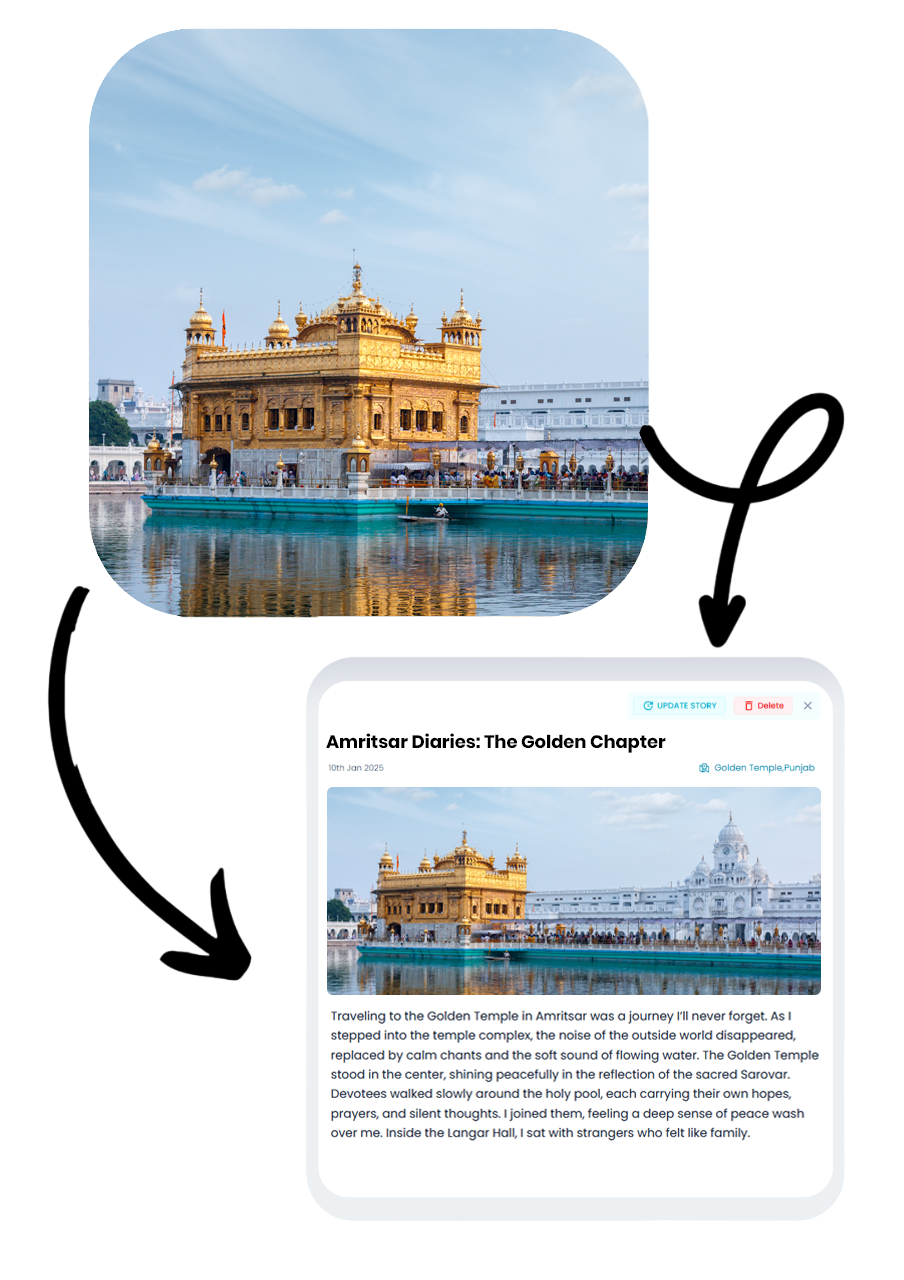 UPDATE STORY
Delete
Amritsar Diaries: The Golden Chapter
10th Jan 2025
Golden Temple,Punjab
Traveling to the Golden Temple in Amritsar was a journey I'll never forget. As I
stepped into the temple complex, the noise of the outside world disappeared,
replaced by calm chants and the soft sound of flowing water. The Golden Temple
stood in the center, shining peacefully in the reflection of the sacred Sarovar.
Devotees walked slowly around the holy pool, each carrying their own hopes,
prayers, and silent thoughts. I joined them, feeling a deep sense of peace wash
over me. Inside the Langar Hall, I sat with strangers who felt like family.